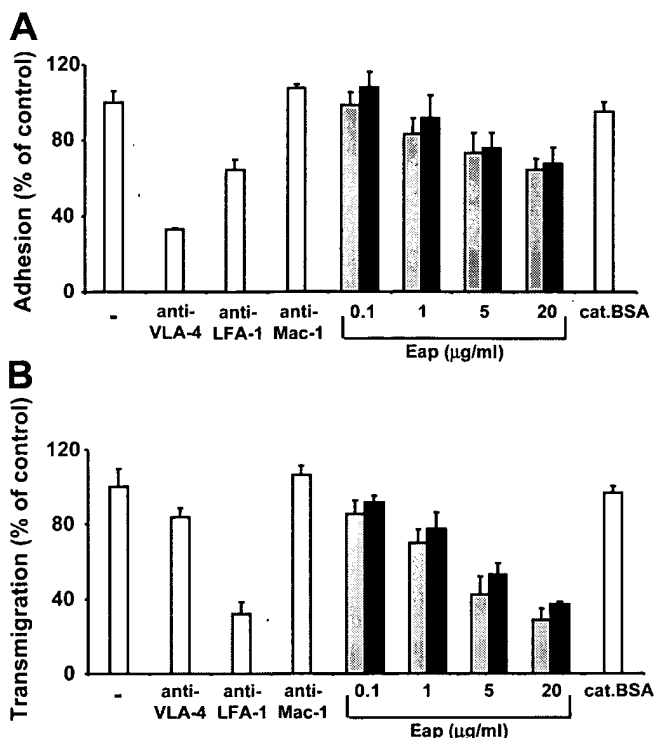 A
Adhesion (% of control)
120
80
40
0
- anti- anti- anti- 0.1 1 5 20 cat.BSA
VLA-4 LFA-1 Mac-1
Eap (μg/ml)
B
Transmigration (% of control)
120
80
40
0
- anti- anti- anti- 0.1 1 5 20 cat.BSA
VLA-4 LFA-1 Mac-1
Eap (μg/ml)